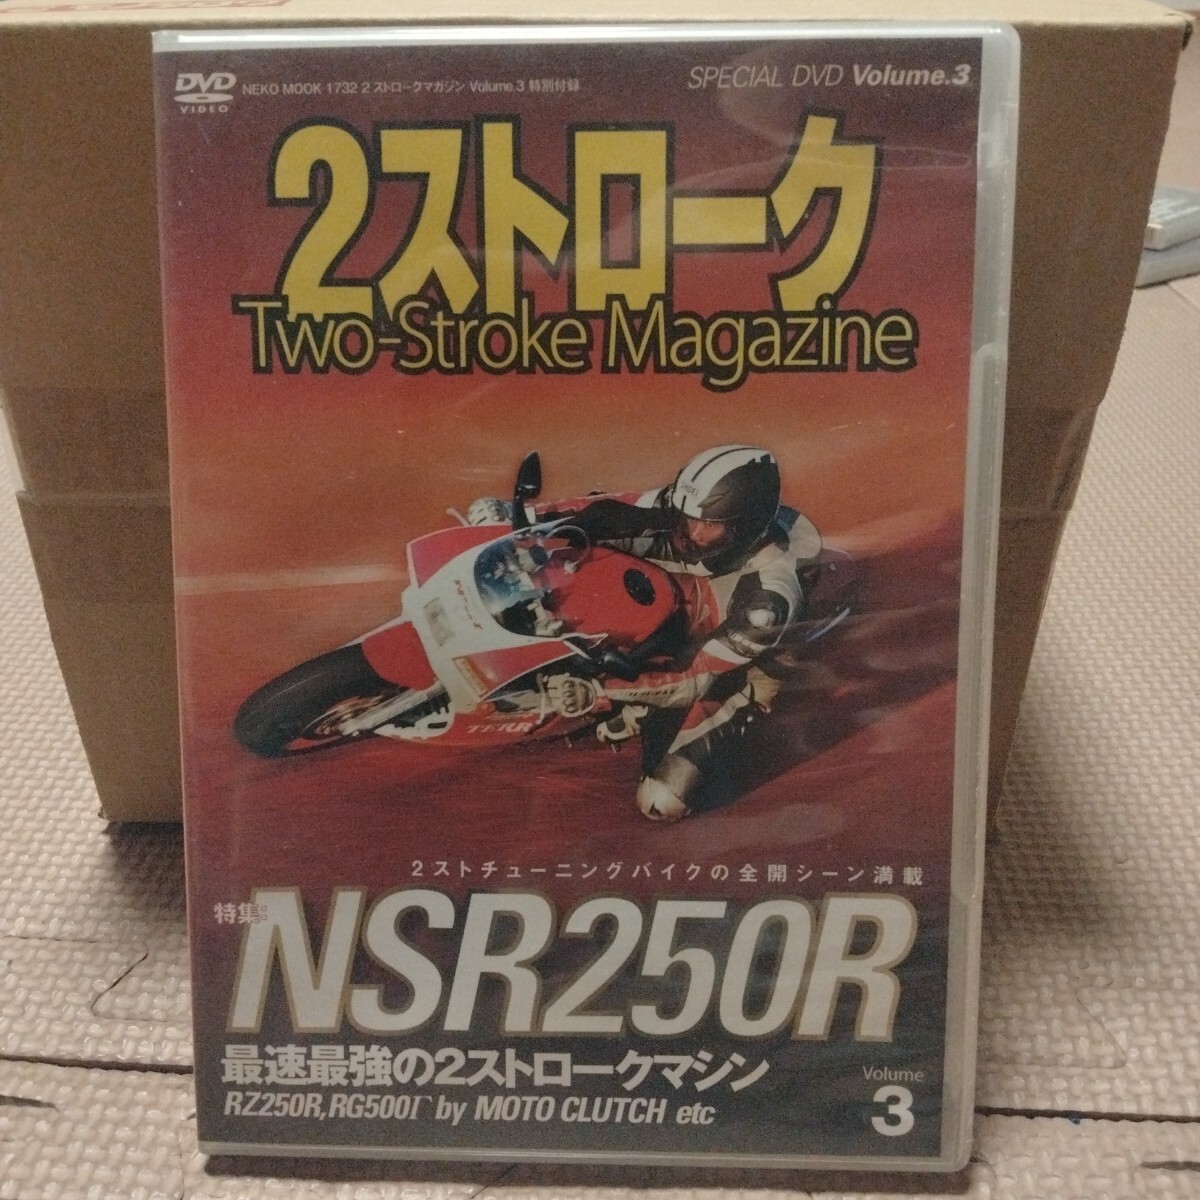 DVD
VIDEO
NEKO MOOK 1732 2ストロークマガジン Volume.3 特別付録
SPECIAL DVD Volume.3
2ストローク
Two-Stroke Magazine
SHOEI
2ストチューニングバイクの全開シーン満載
特集
NSR250R
最速最強の2ストロークマシン
RZ250R,RG500Γ by MOTO CLUTCH etc
Volume
3